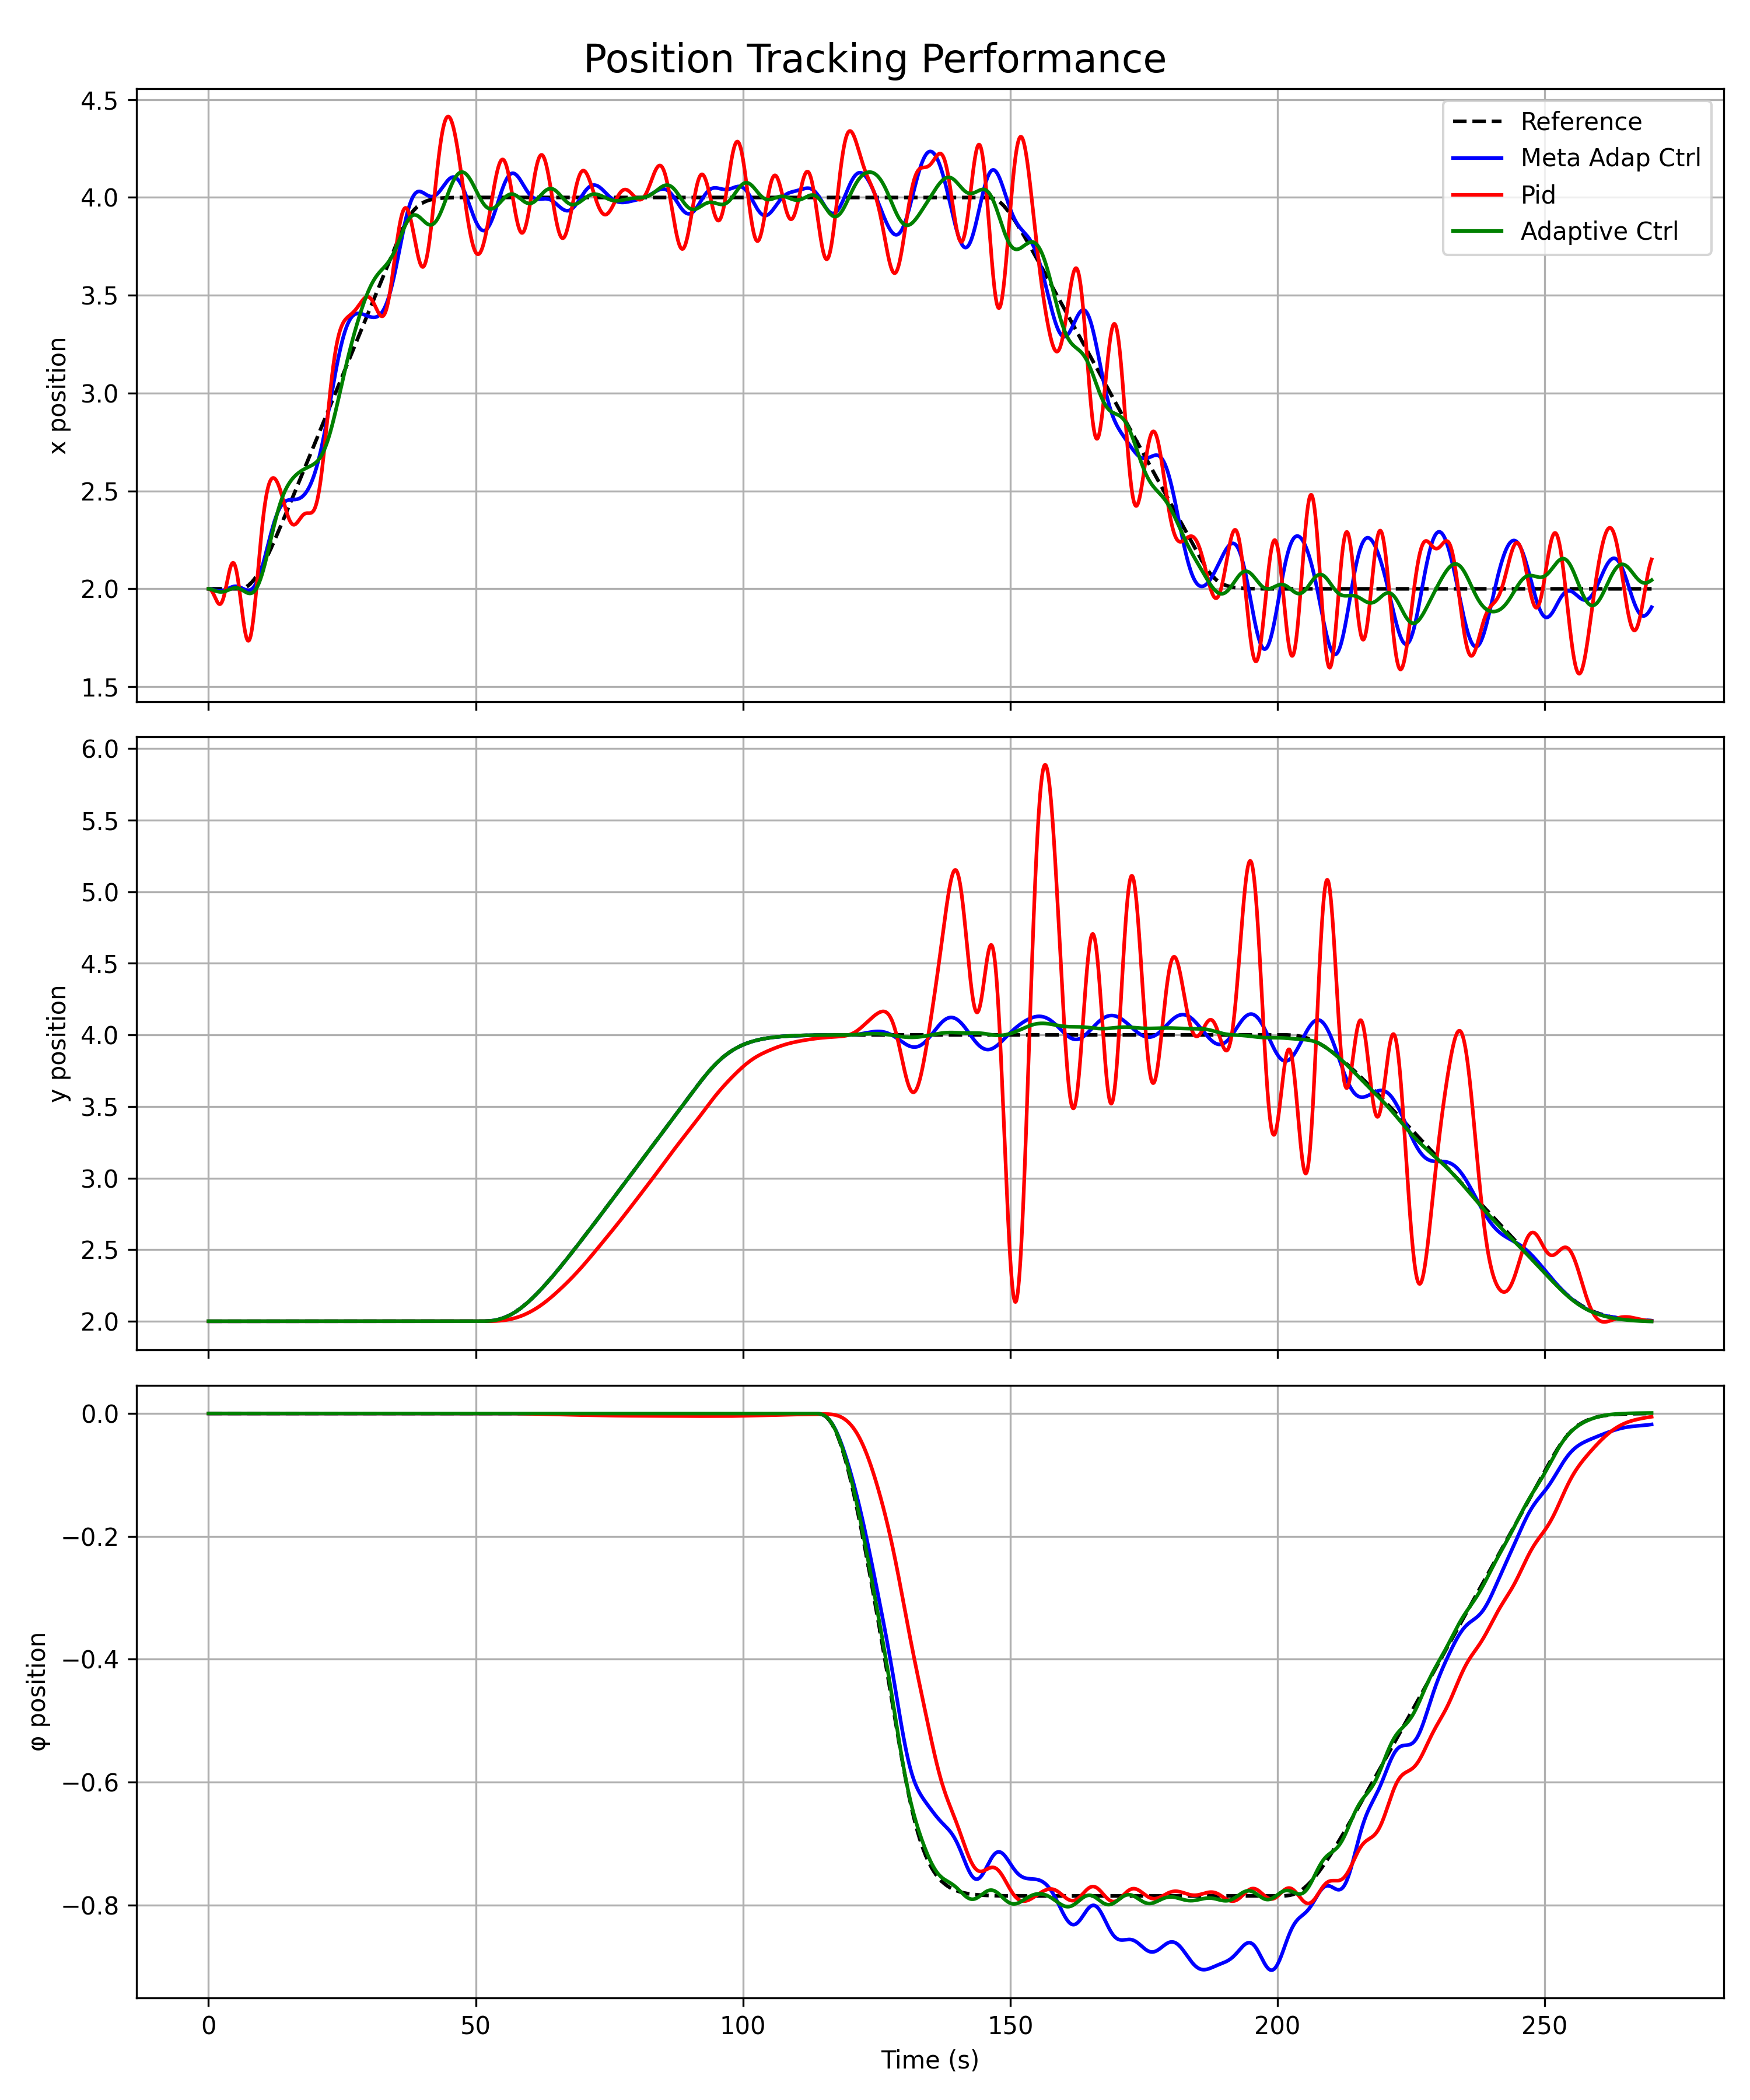 Position Tracking Performance
4.5
4.0
3.5
3.0
2.5
2.0
1.5
x position
Reference
Meta Adap Ctrl
Pid
Adaptive Ctrl
6.0
5.5
5.0
4.5
4.0
3.5
3.0
2.5
2.0
y position
0.0
−0.2
−0.4
−0.6
−0.8
φ position
0 50 100 150 200 250
Time (s)